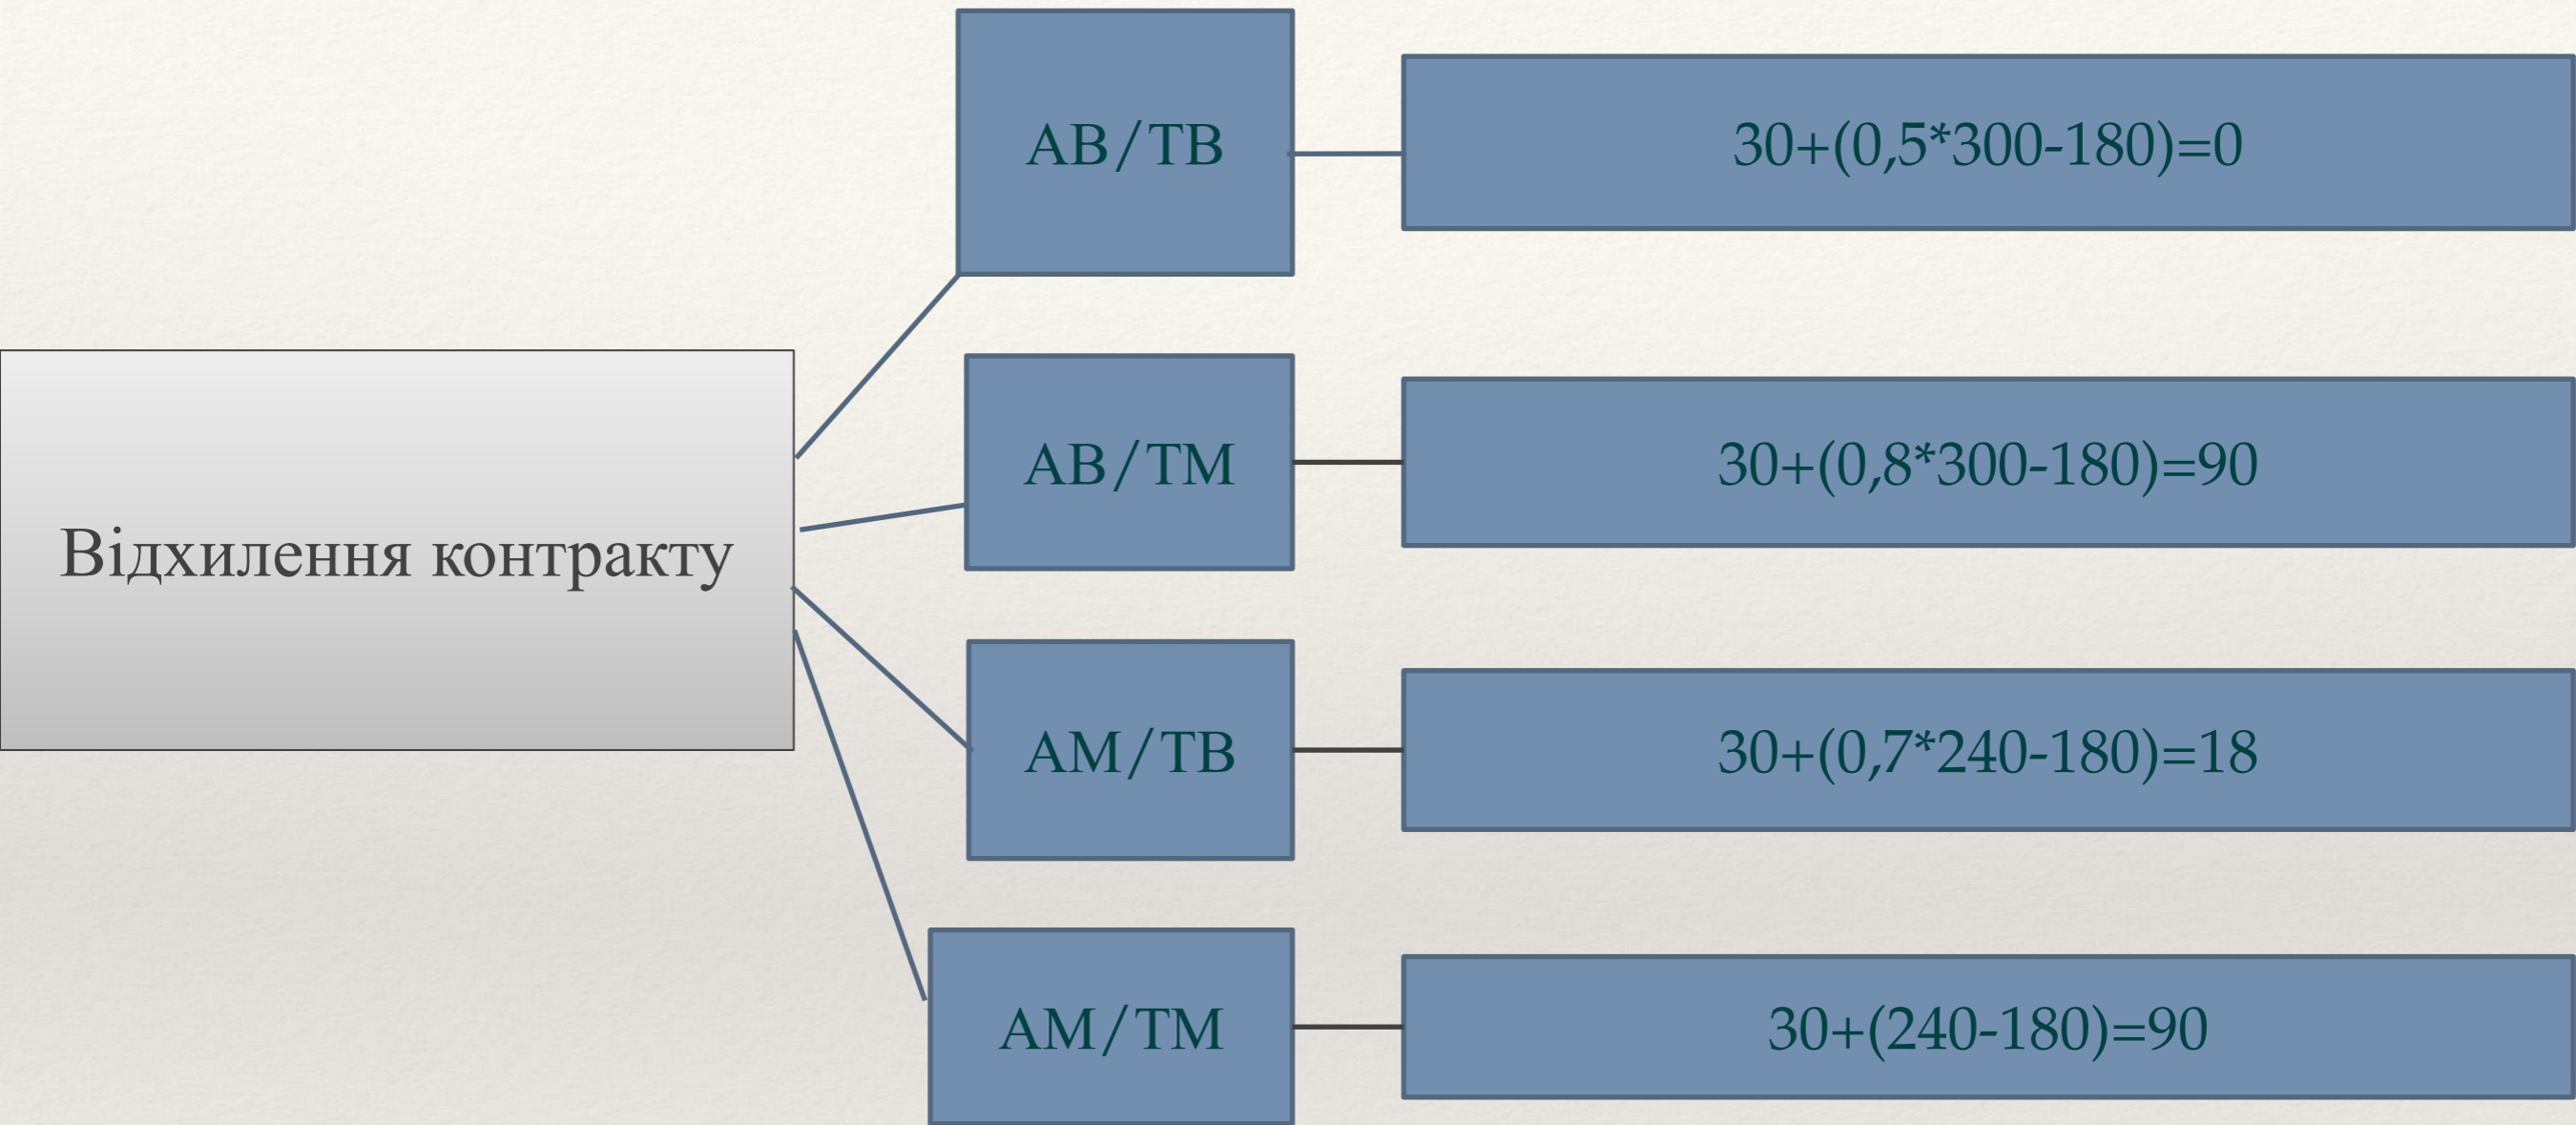 АВ/ТВ
30+(0,5*300-180)=0
АВ/ТМ
30+(0,8*300-180)=90
Відхилення контракту
АМ/ТВ
30+(0,7*240-180)=18
АМ/ТМ
30+(240-180)=90